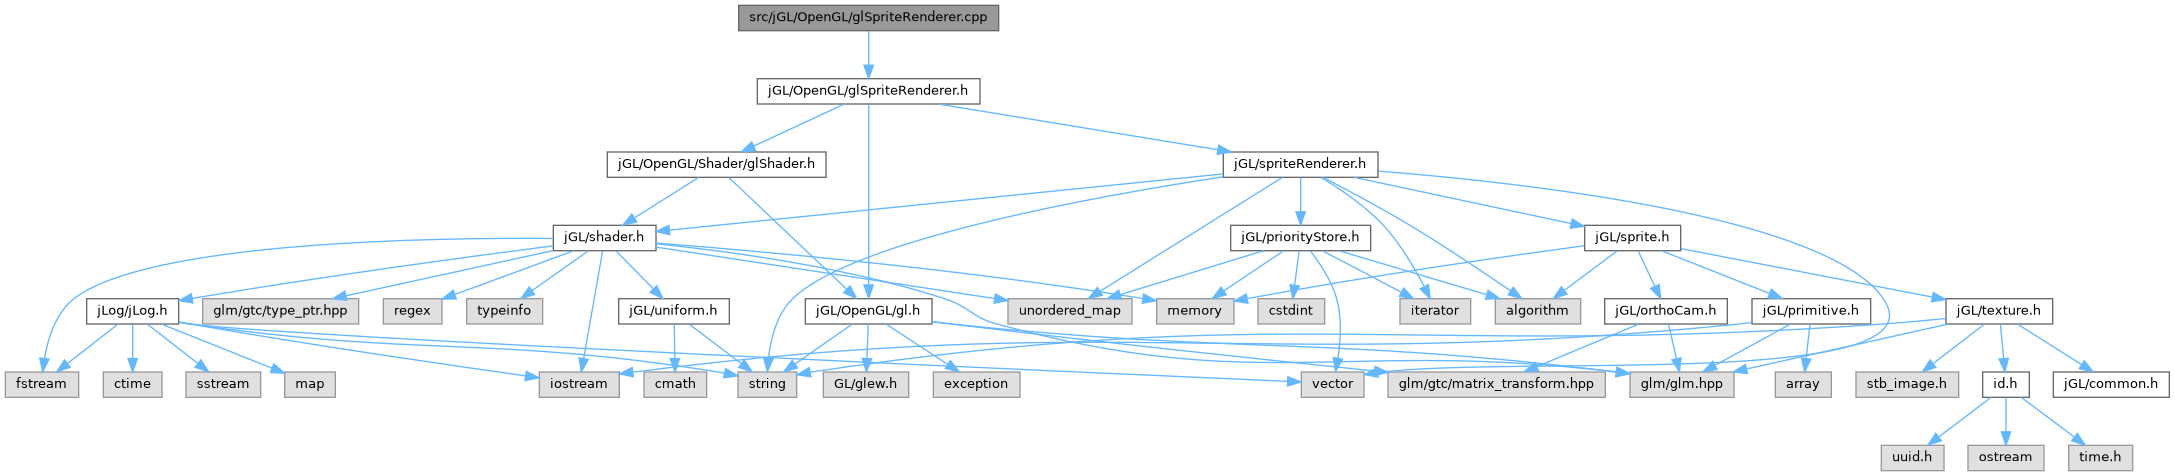 src/jGL/OpenGL/glSpriteRenderer.cpp
jGL/OpenGL/glSpriteRenderer.h
jGL/OpenGL/Shader/glShader.h
jGL/spriteRenderer.h
jGL/shader.h
jGL/priorityStore.h
jGL/sprite.h
jLog/jLog.h
glm/gtc/type_ptr.hpp
regex
typeinfo
jGL/uniform.h
jGL/OpenGL/gl.h
unordered_map
memory
cstdint
iterator
algorithm
jGL/orthoCam.h
jGL/primitive.h
jGL/texture.h
fstream
ctime
sstream
map
iostream
cmath
string
GL/glew.h
exception
vector
glm/gtc/matrix_transform.hpp
glm/glm.hpp
array
stb_image.h
id.h
jGL/common.h
uuid.h
ostream
time.h